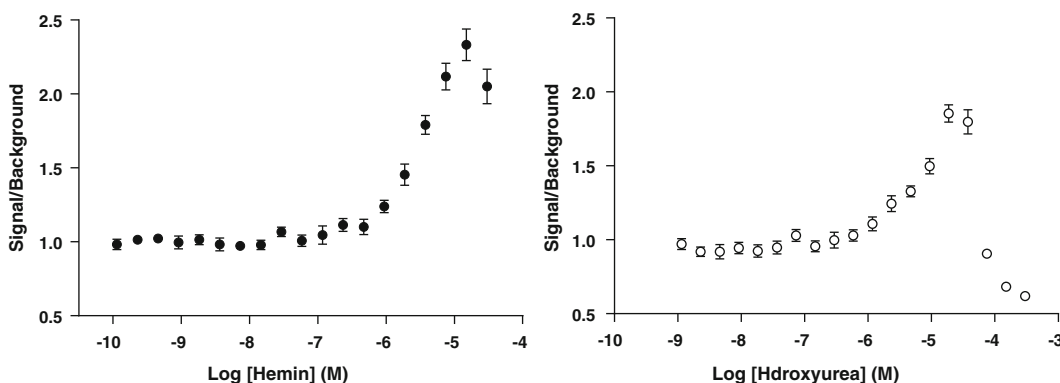 2.5
2.0
1.5
1.0
0.5
Signal/Background
-10 -9 -8 -7 -6 -5 -4
Log [Hemin] (M)
2.5
2.0
1.5
1.0
0.5
Signal/Background
-10 -9 -8 -7 -6 -5 -4 -3
Log [Hdroxyurea] (M)